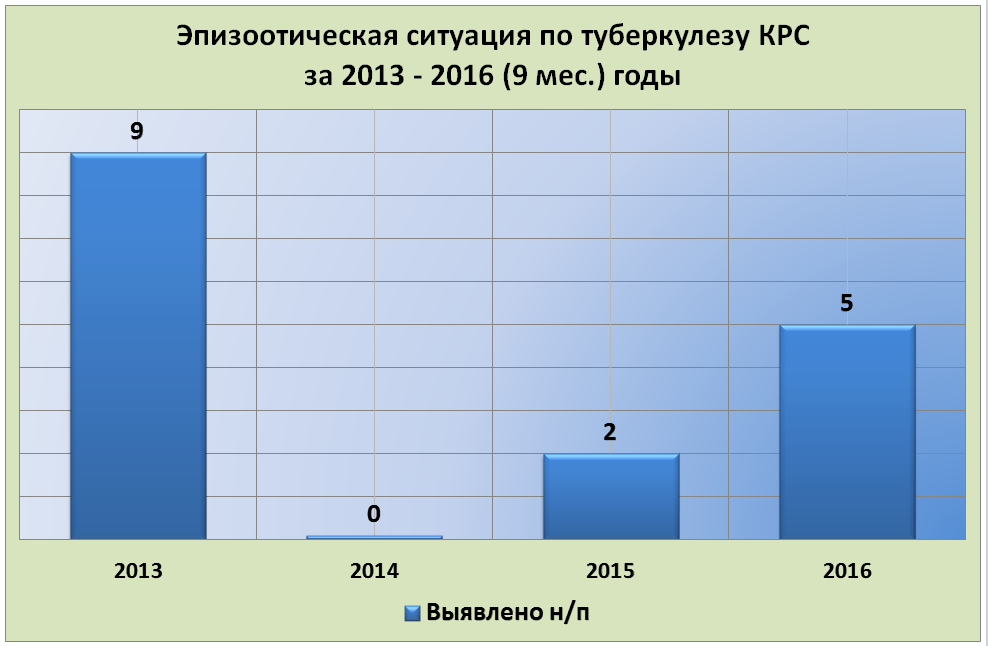 Эпизоотическая ситуация по туберкулезу КРС
за 2013 - 2016 (9 мес.) годы
9
0
2
5
2013 2014 2015 2016
Выявлено н/п